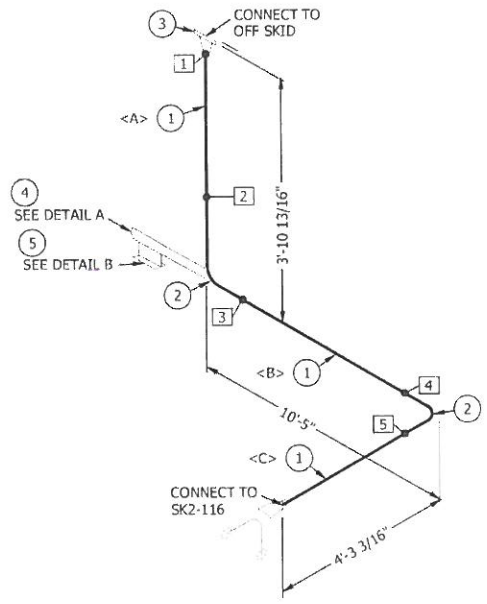 3
CONNECT TO
OFF SKID
1
<A>
1
3'-10 13/16"
2
4
SEE DETAIL A
5
SEE DETAIL B
2
3
<B>
1
4
2
10'-5"
5
<C>
1
CONNECT TO
SK2-116
4'-3 3/16"